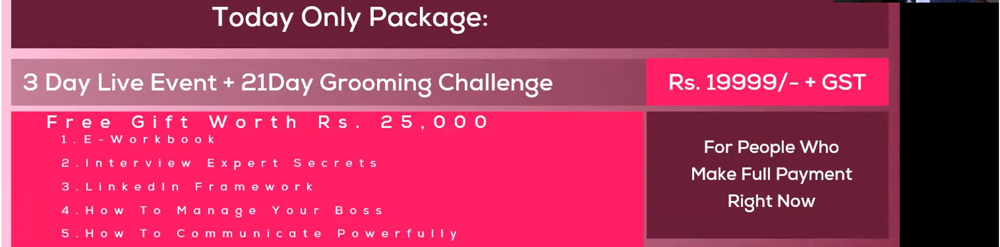 Today Only Package:
3 Day Live Event + 21Day Grooming Challenge
Rs. 19999/- + GST
Free Gift Worth Rs. 25,000
1.E-Workbook
2.Interview Expert Secrets
3.LinkedIn Framework
4.How To Manage Your Boss
5.How To Communicate Powerfully
For People Who
Make Full Payment
Right Now